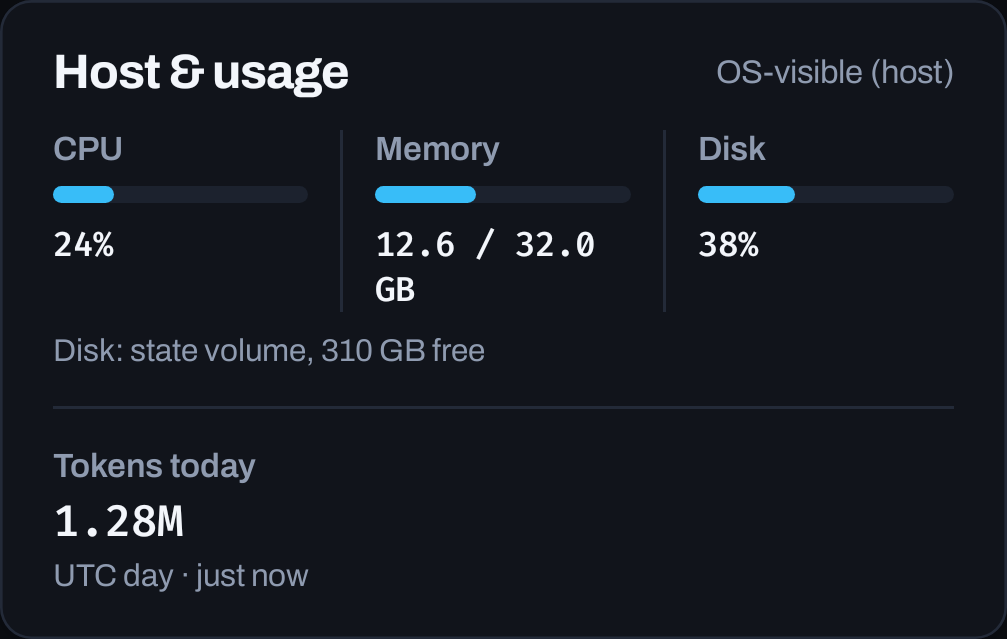 Host & usage
OS-visible (host)
CPU
24%
Memory
12.6 / 32.0
GB
Disk
38%
Disk: state volume, 310 GB free
Tokens today
1.28M
UTC day · just now